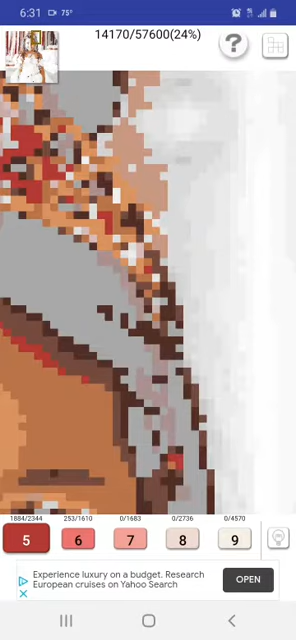 6:31 75°
14170/57600(24%)
?
1884/2344 253/1610 0/1683 0/2736 0/4570
5 6 7 8 9
Experience luxury on a budget. Research
European cruises on Yahoo Search
OPEN